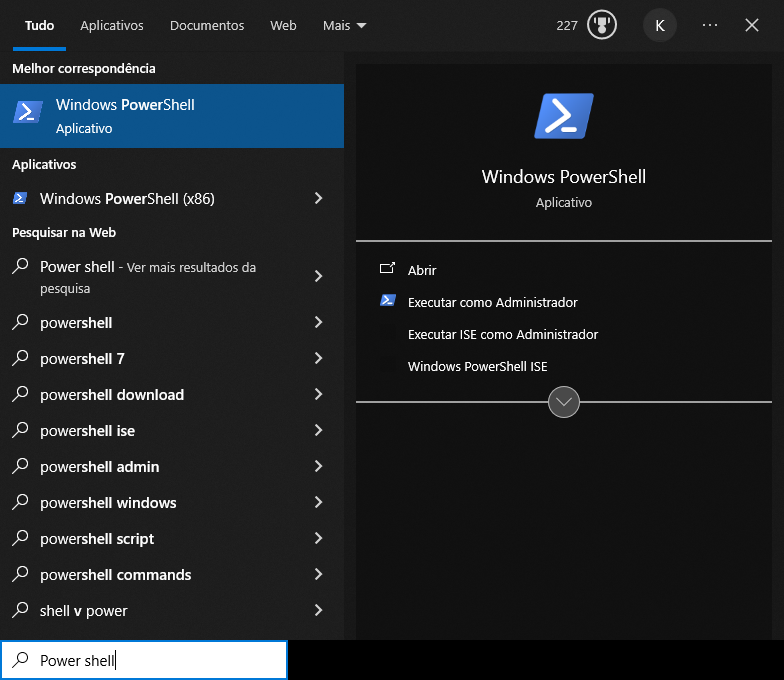 Tudo Aplicativos Documentos Web Mais 227 K ...
Melhor correspondência
Windows PowerShell
Aplicativo
Aplicativos
Windows PowerShell (x86)
Pesquisar na Web
Power shell - Ver mais resultados da
pesquisa
powershell
powershell 7
powershell download
powershell ise
powershell admin
powershell windows
powershell script
powershell commands
shell v power
Power shell
Windows PowerShell
Aplicativo
Abrir
Executar como Administrador
Executar ISE como Administrador
Windows PowerShell ISE